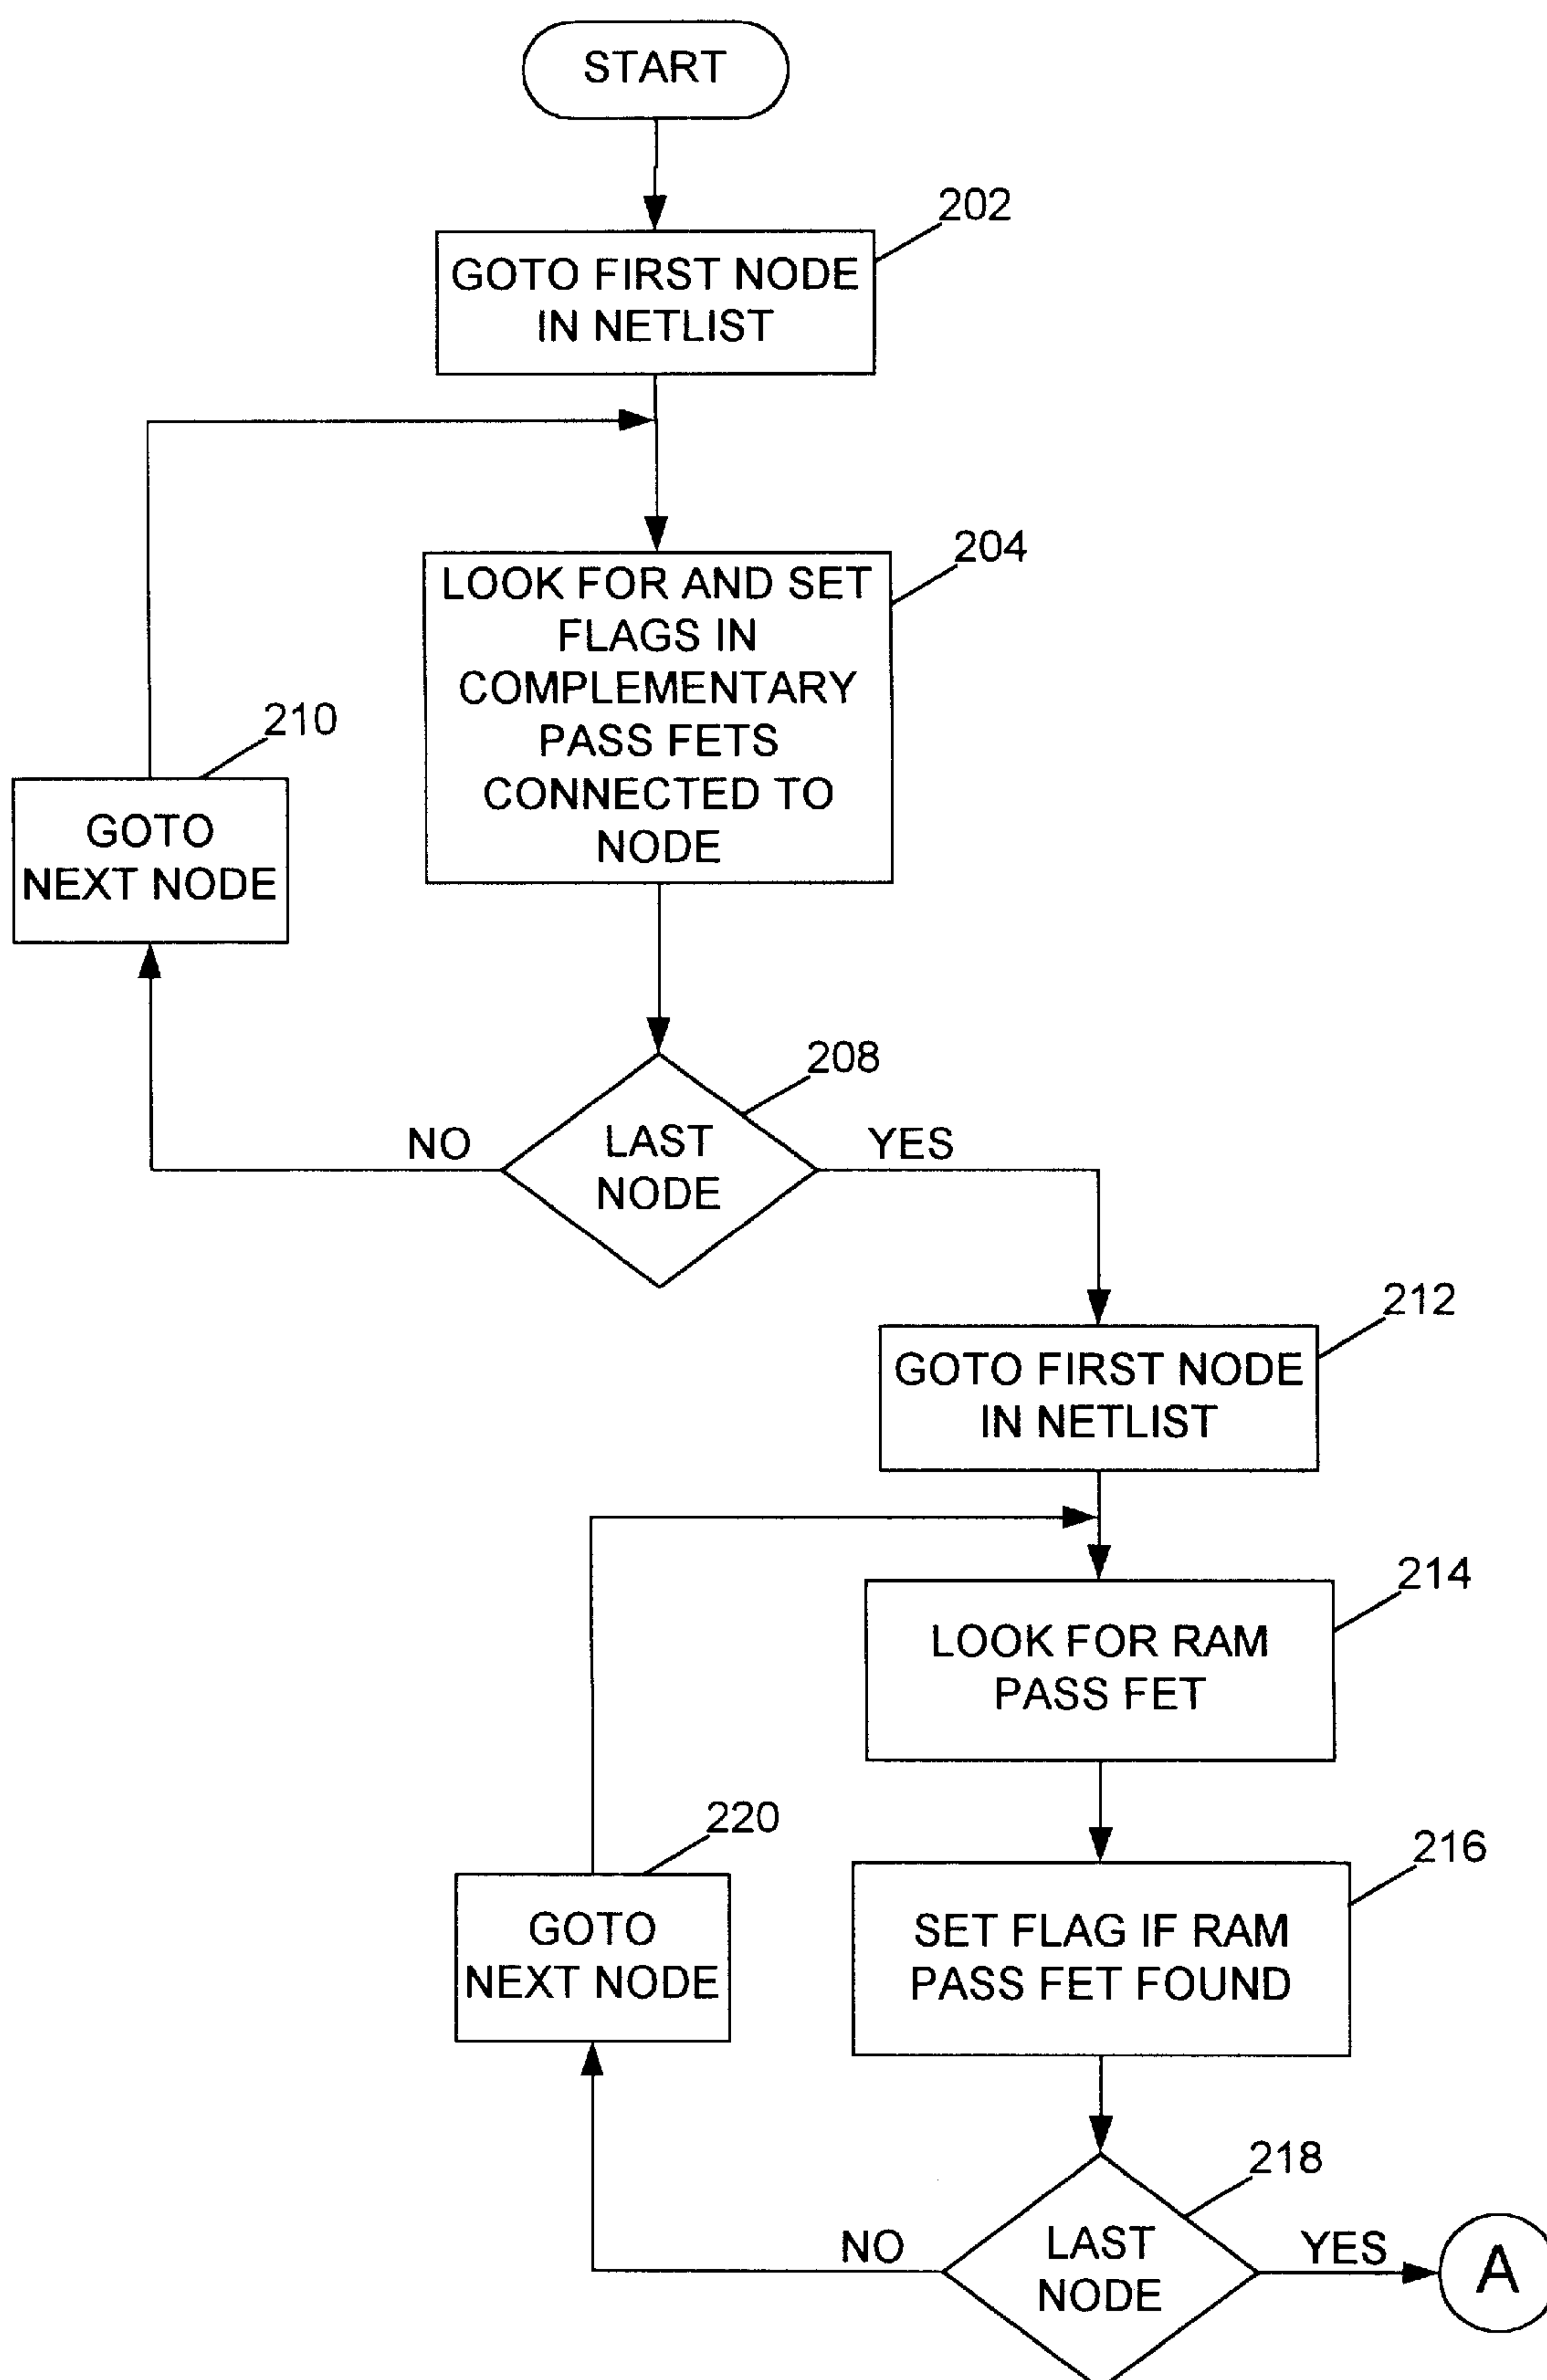 START
202
GOTO FIRST NODE
IN NETLIST
204
LOOK FOR AND SET
FLAGS IN
COMPLEMENTARY
PASS FETS
CONNECTED TO
NODE
210
GOTO
NEXT NODE
208
NO
LAST
NODE
YES
212
GOTO FIRST NODE
IN NETLIST
214
LOOK FOR RAM
PASS FET
220
GOTO
NEXT NODE
216
SET FLAG IF RAM
PASS FET FOUND
218
NO
LAST
NODE
YES
A